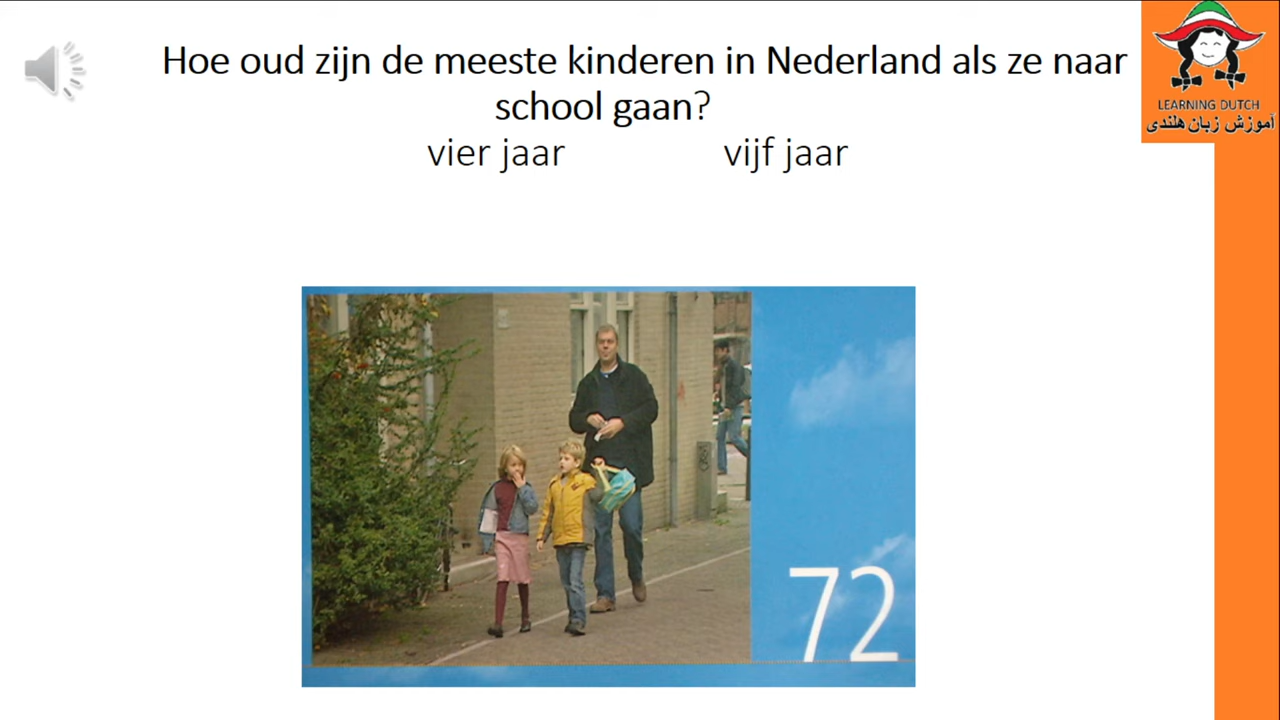 Hoe oud zijn de meeste kinderen in Nederland als ze naar
school gaan?
vier jaar vijf jaar
LEARNING DUTCH
آموزش زبان هلندی
72